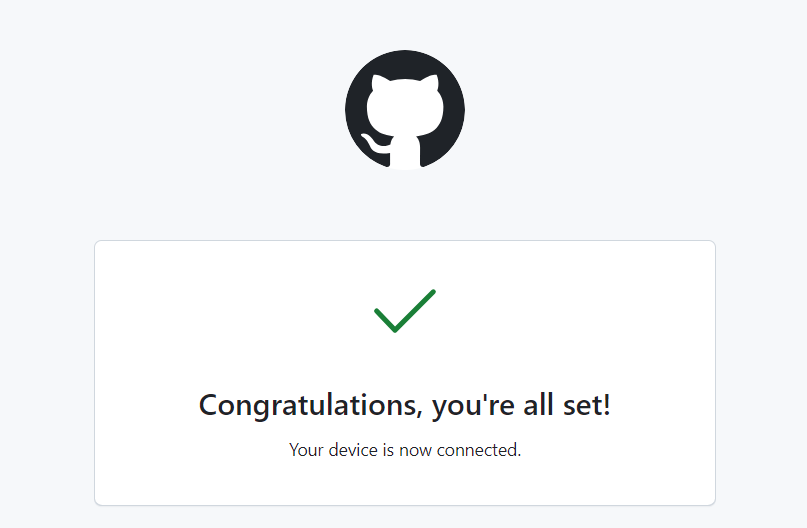 Congratulations, you're all set!
Your device is now connected.